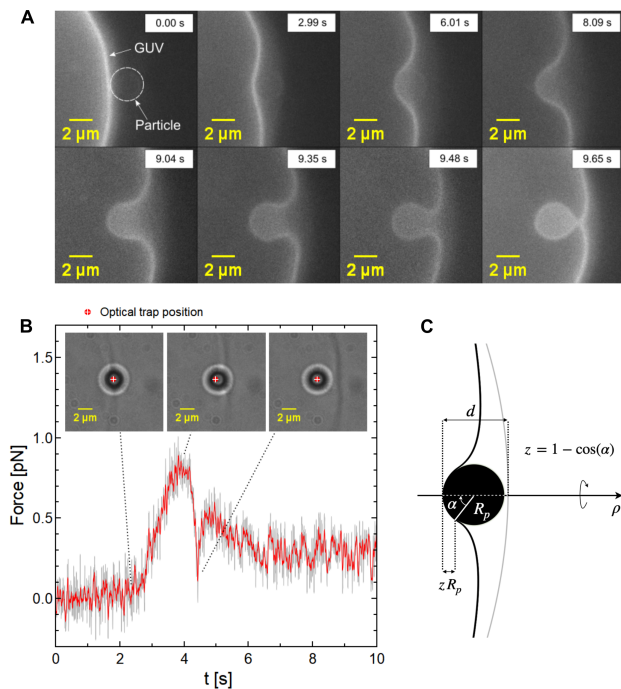 A
0.00 s
GUV
Particle
2 μm
2.99 s
2 μm
6.01 s
2 μm
8.09 s
2 μm
9.04 s
2 μm
9.35 s
2 μm
9.48 s
2 μm
9.65 s
2 μm
B
Optical trap position
C
1.5
1.0
0.5
0.0
Force [pN]
2 μm
2 μm
2 μm
0 2 4 6 8 10
t [s]
d
z = 1 − cos(α)
α
R_p
ρ
z R_p